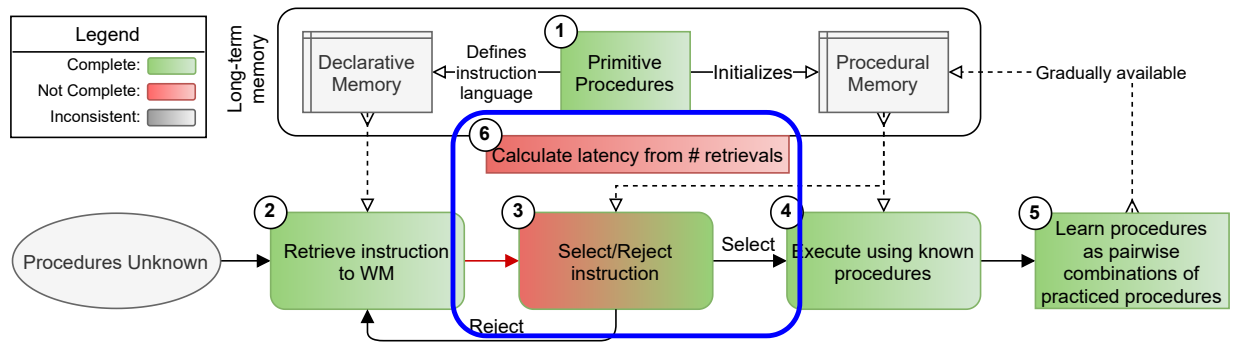 Legend
Complete:
Not Complete:
Inconsistent:
Long-term
memory
Declarative
Memory
Defines
instruction
language
1
Primitive
Procedures
Initializes
Procedural
Memory
Gradually available
6
Calculate latency from # retrievals
Procedures Unknown
2
Retrieve instruction
to WM
3
Select/Reject
instruction
Select
4
Execute using known
procedures
5
Learn procedures
as pairwise
combinations of
practiced procedures
Reject